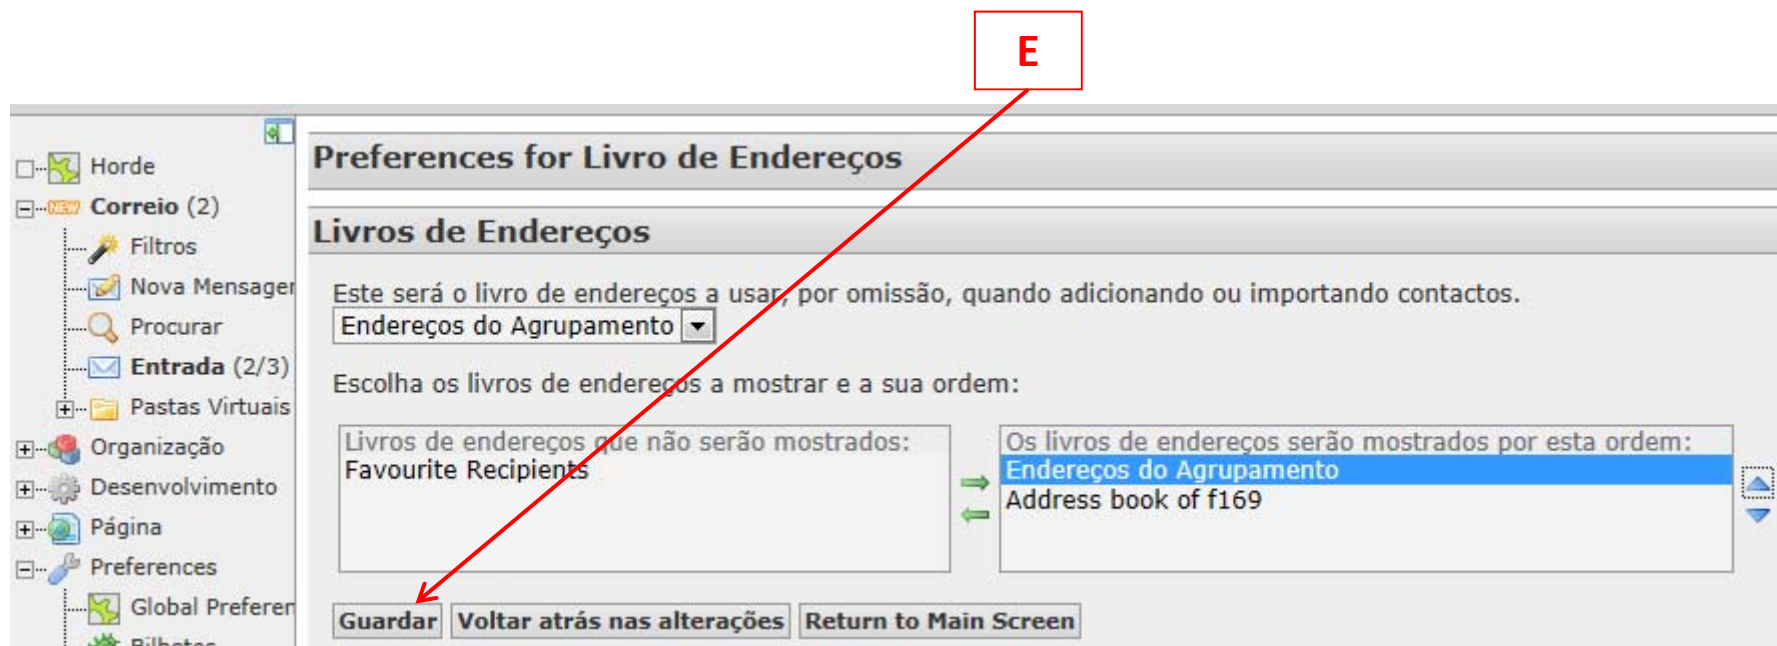 E
Horde
Correio (2)
Filtros
Nova Mensager
Procurar
Entrada (2/3)
Pastas Virtuais
Organização
Desenvolvimento
Página
Preferences
Global Preferen
Bilhetes
Preferences for Livro de Endereços
Livros de Endereços
Este será o livro de endereços a usar, por omissão, quando adicionando ou importando contactos.
Endereços do Agrupamento
Escolha os livros de endereços a mostrar e a sua ordem:
Livros de endereços que não serão mostrados:
Favourite Recipients
Os livros de endereços serão mostrados por esta ordem:
Endereços do Agrupamento
Address book of f169
Guardar Voltar atrás nas alterações Return to Main Screen